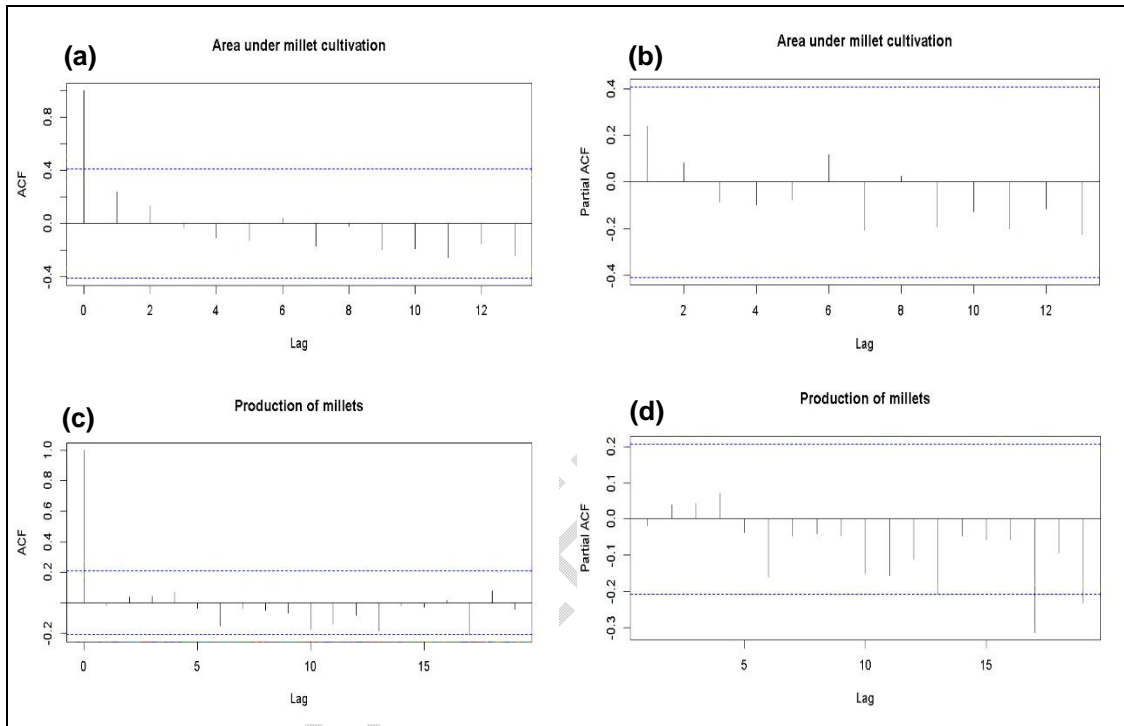 (a)
Area under millet cultivation
ACF
-0.4 0.0 0.4 0.8
0 2 4 6 8 10 12
Lag
(b)
Area under millet cultivation
Partial ACF
-0.4 -0.2 0.0 0.2 0.4
2 4 6 8 10 12
Lag
(c)
Production of millets
ACF
-0.2 0.2 0.4 0.6 0.8 1.0
0 5 10 15
Lag
(d)
Production of millets
Partial ACF
-0.3 -0.2 -0.1 0.0 0.1 0.2
5 10 15
Lag